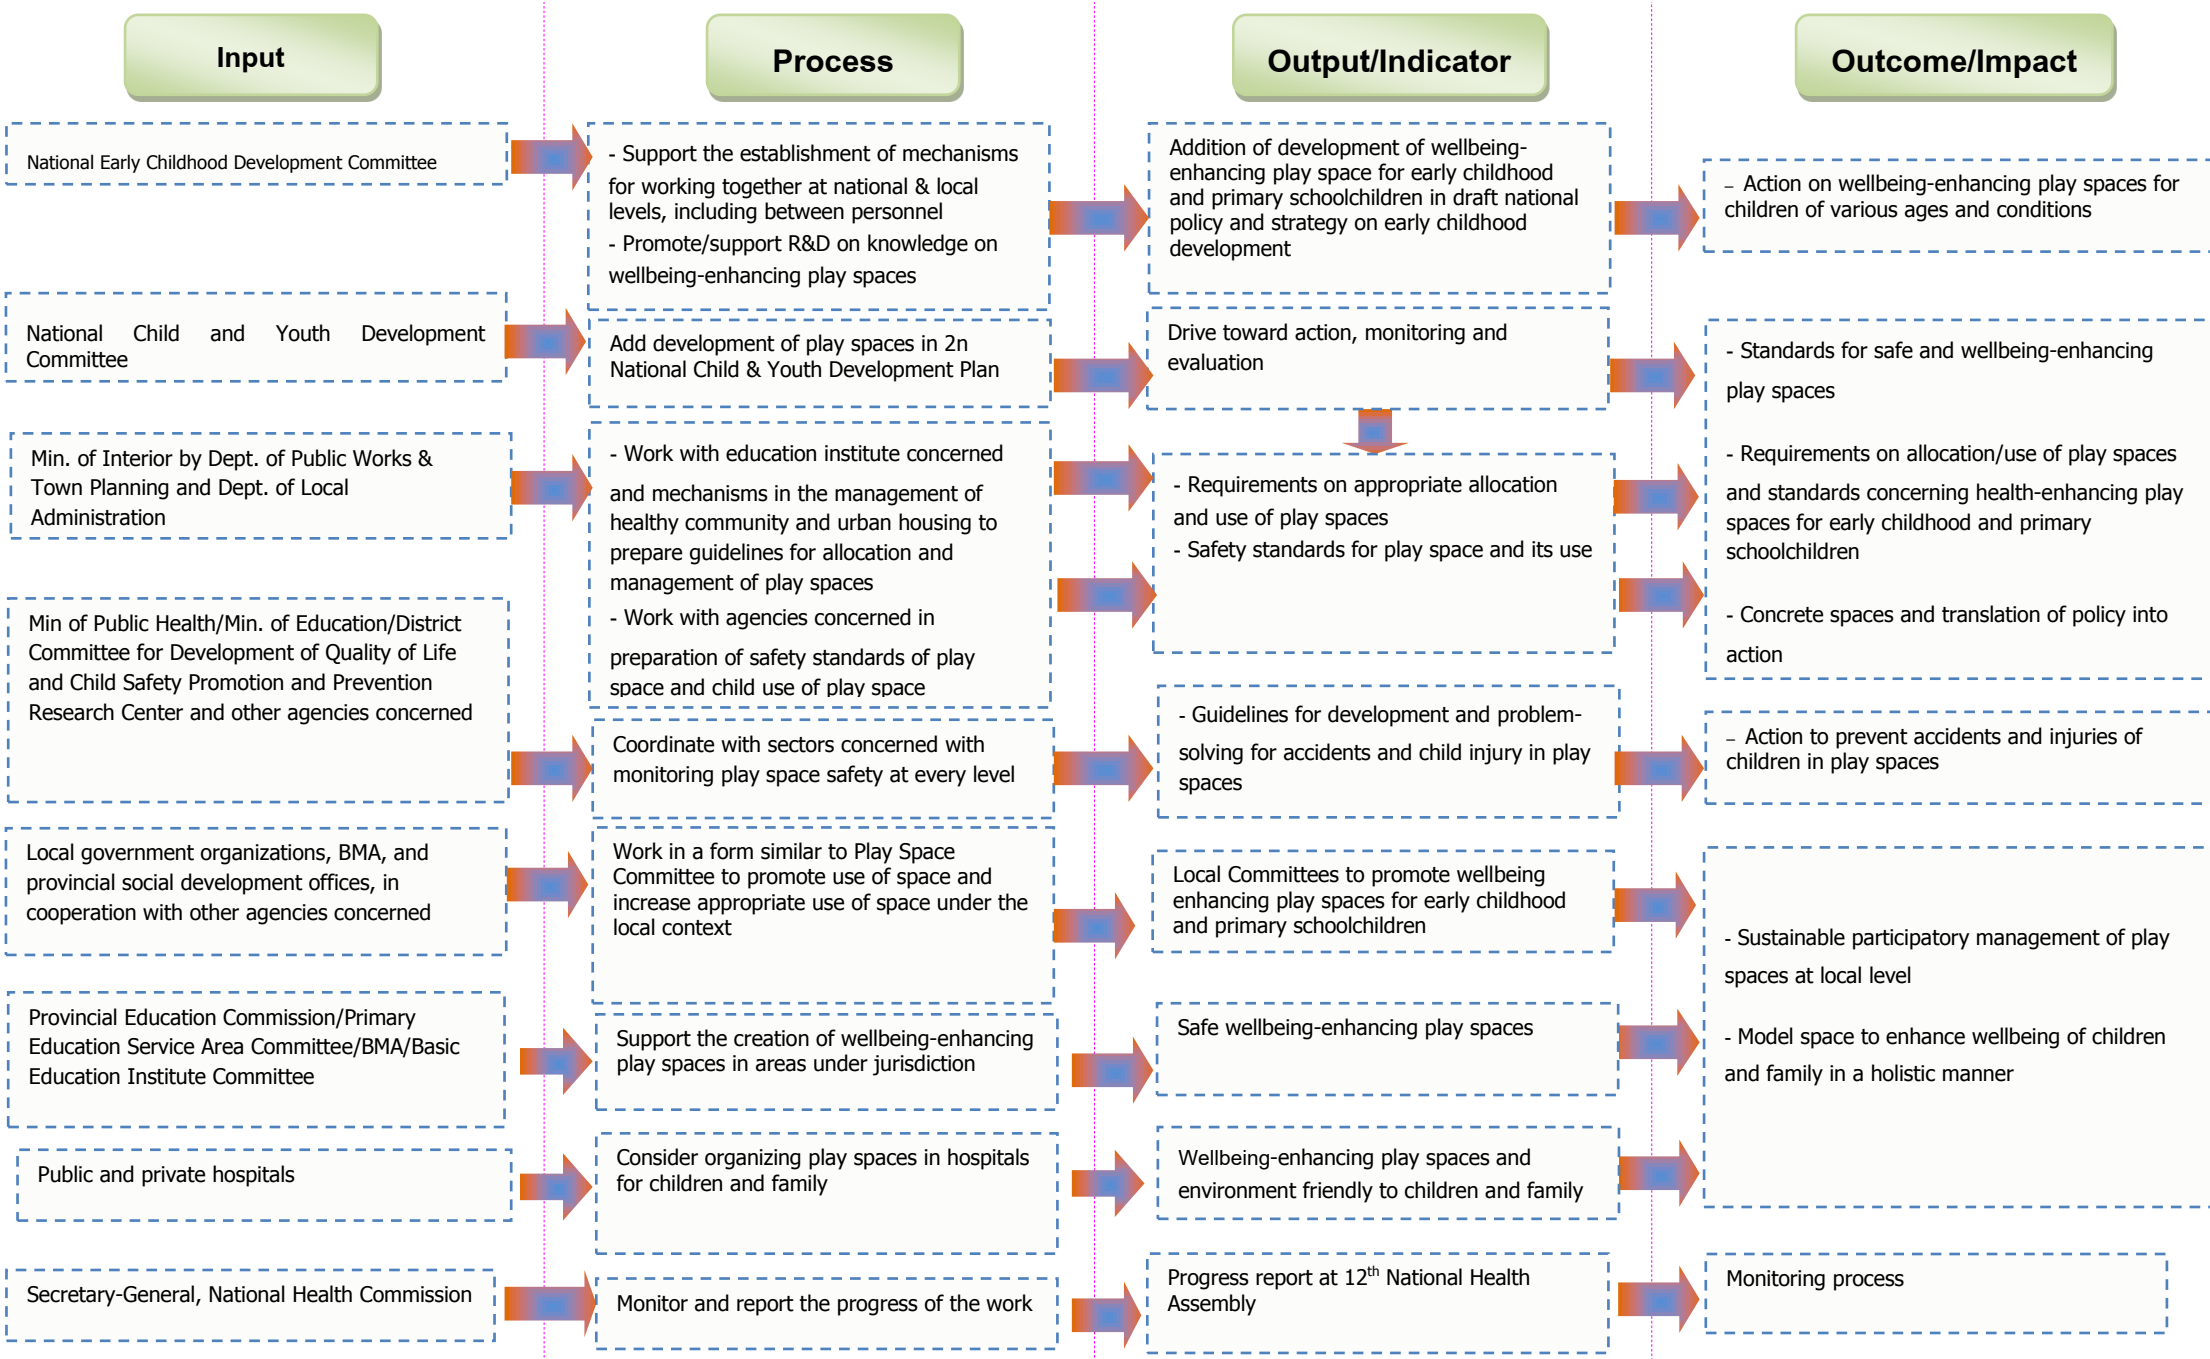 Input
Process
Output/Indicator
Outcome/Impact
National Early Childhood Development Committee
- Support the establishment of mechanisms
for working together at national & local
levels, including between personnel
- Promote/support R&D on knowledge on
wellbeing-enhancing play spaces
Addition of development of wellbeing-
enhancing play space for early childhood
and primary schoolchildren in draft national
policy and strategy on early childhood
development
– Action on wellbeing-enhancing play spaces for
children of various ages and conditions
National Child and Youth Development
Committee
Add development of play spaces in 2n
National Child & Youth Development Plan
Drive toward action, monitoring and
evaluation
- Standards for safe and wellbeing-enhancing
play spaces
- Requirements on allocation/use of play spaces
and standards concerning health-enhancing play
spaces for early childhood and primary
schoolchildren
- Concrete spaces and translation of policy into
action
Min. of Interior by Dept. of Public Works &
Town Planning and Dept. of Local
Administration
- Work with education institute concerned
and mechanisms in the management of
healthy community and urban housing to
prepare guidelines for allocation and
management of play spaces
- Work with agencies concerned in
preparation of safety standards of play
space and child use of play space
- Requirements on appropriate allocation
and use of play spaces
- Safety standards for play space and its use
Min of Public Health/Min. of Education/District
Committee for Development of Quality of Life
and Child Safety Promotion and Prevention
Research Center and other agencies concerned
Coordinate with sectors concerned with
monitoring play space safety at every level
- Guidelines for development and problem-
solving for accidents and child injury in play
spaces
– Action to prevent accidents and injuries of
children in play spaces
Local government organizations, BMA, and
provincial social development offices, in
cooperation with other agencies concerned
Work in a form similar to Play Space
Committee to promote use of space and
increase appropriate use of space under the
local context
Local Committees to promote wellbeing
enhancing play spaces for early childhood
and primary schoolchildren
- Sustainable participatory management of play
spaces at local level
- Model space to enhance wellbeing of children
and family in a holistic manner
Provincial Education Commission/Primary
Education Service Area Committee/BMA/Basic
Education Institute Committee
Support the creation of wellbeing-enhancing
play spaces in areas under jurisdiction
Safe wellbeing-enhancing play spaces
Public and private hospitals
Consider organizing play spaces in hospitals
for children and family
Wellbeing-enhancing play spaces and
environment friendly to children and family
Secretary-General, National Health Commission
Monitor and report the progress of the work
Progress report at 12th National Health
Assembly
Monitoring process